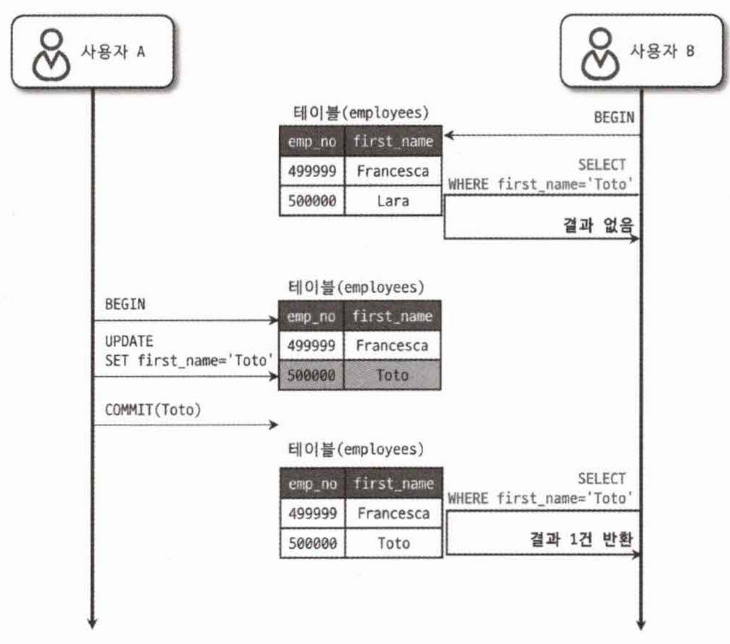 사용자 A
사용자 B
테이블(employees)
BEGIN
emp_no first_name
499999 Francesca
500000 Lara
SELECT
WHERE first_name='Toto'
결과 없음
테이블(employees)
BEGIN
emp_no first_name
UPDATE
SET first_name='Toto'
499999 Francesca
500000 Toto
COMMIT(Toto)
테이블(employees)
emp_no first_name
499999 Francesca
500000 Toto
SELECT
WHERE first_name='Toto'
결과 1건 반환